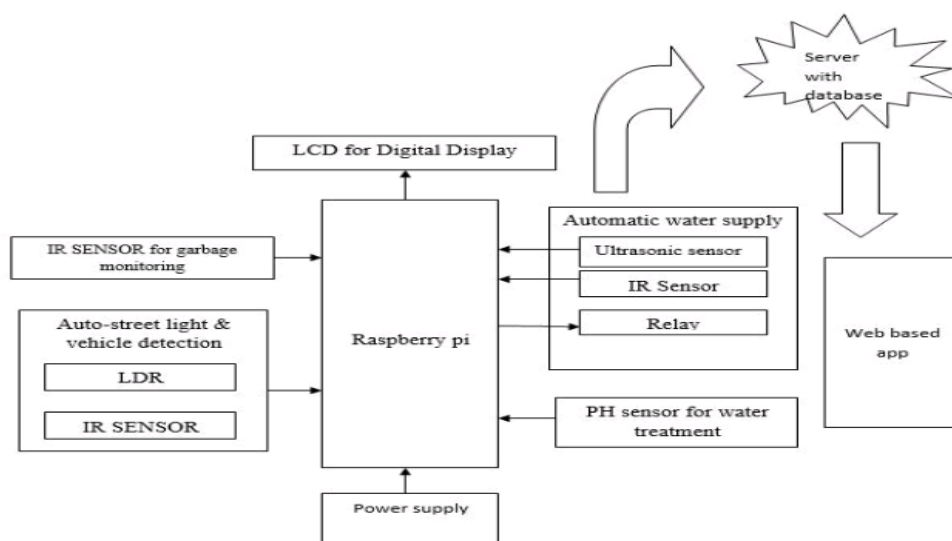 Server
with
database
LCD for Digital Display
Automatic water supply
Ultrasonic sensor
IR Sensor
Relay
IR SENSOR for garbage
monitoring
Auto-street light &
vehicle detection
LDR
IR SENSOR
Raspberry pi
Web based
app
PH sensor for water
treatment
Power supply